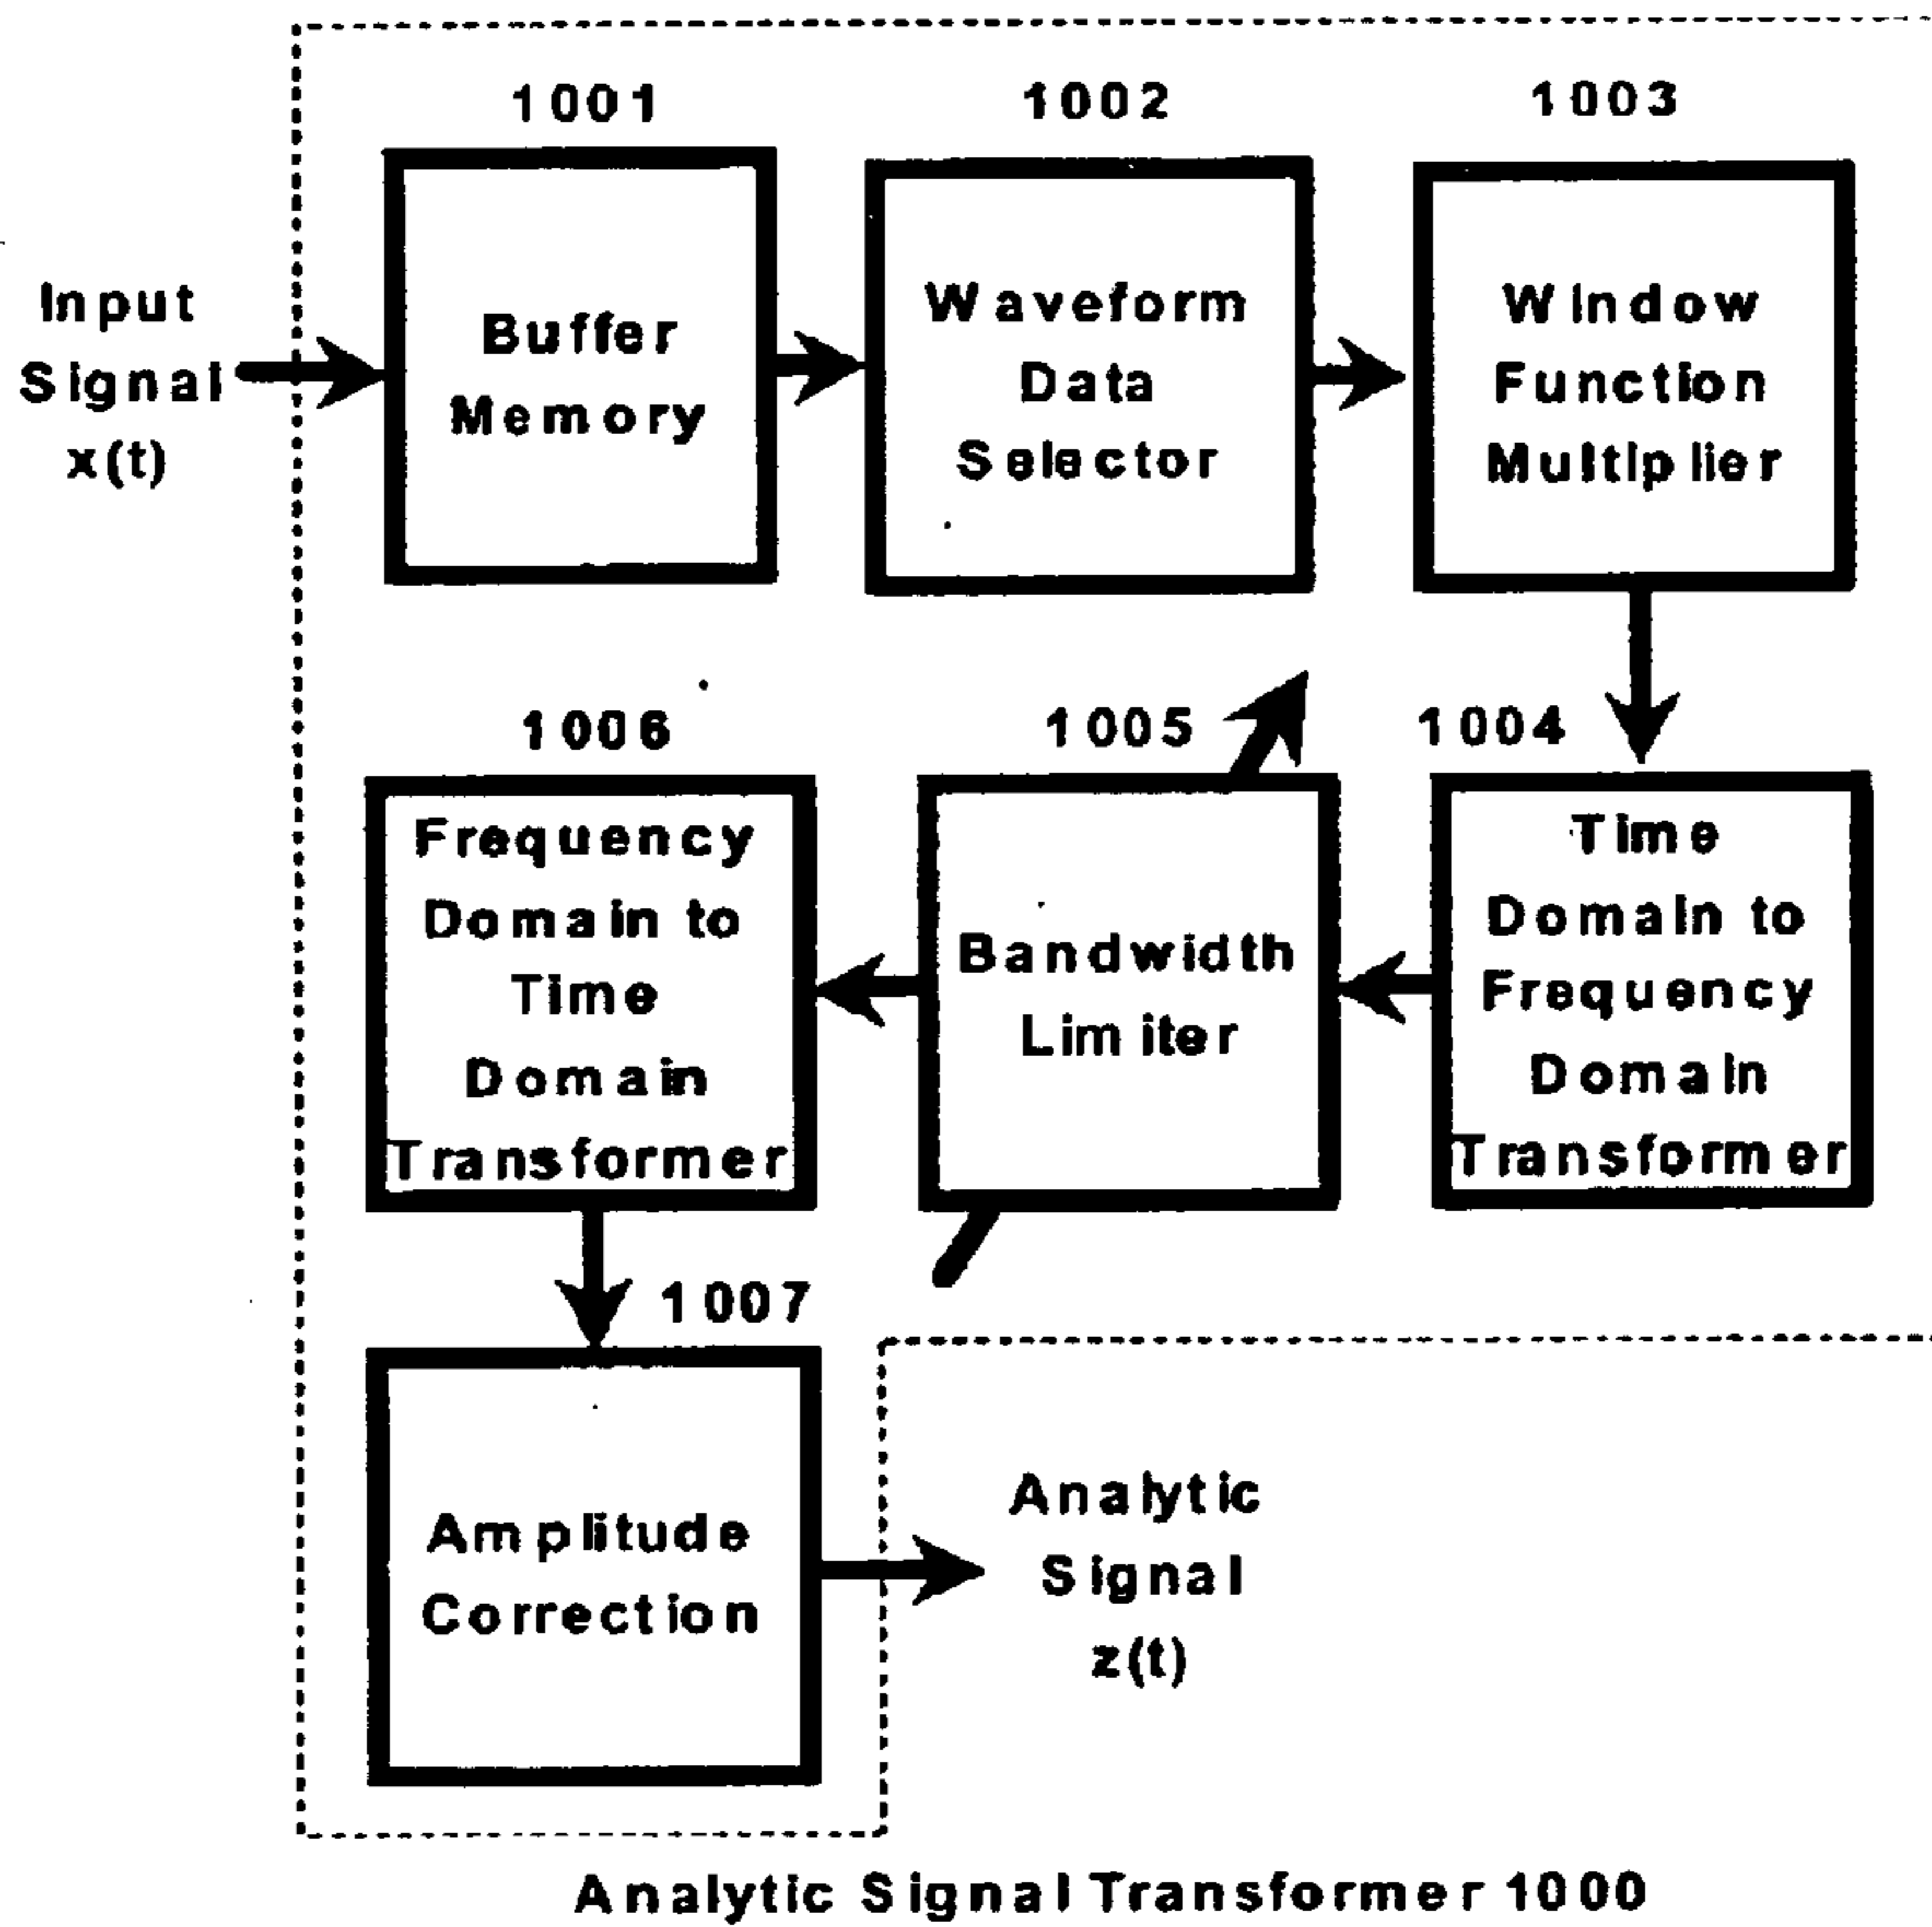 1001
1002
1003
Input
Signal
x(t)
Buffer
Memory
Waveform
Data
Selector
Window
Function
Multiplier
1006
1005
1004
Frequency
Domain to
Time
Domain
Transformer
Bandwidth
Limiter
Time
Domain to
Frequency
Domain
Transformer
1007
Amplitude
Correction
Analytic
Signal
z(t)
Analytic Signal Transformer 1000